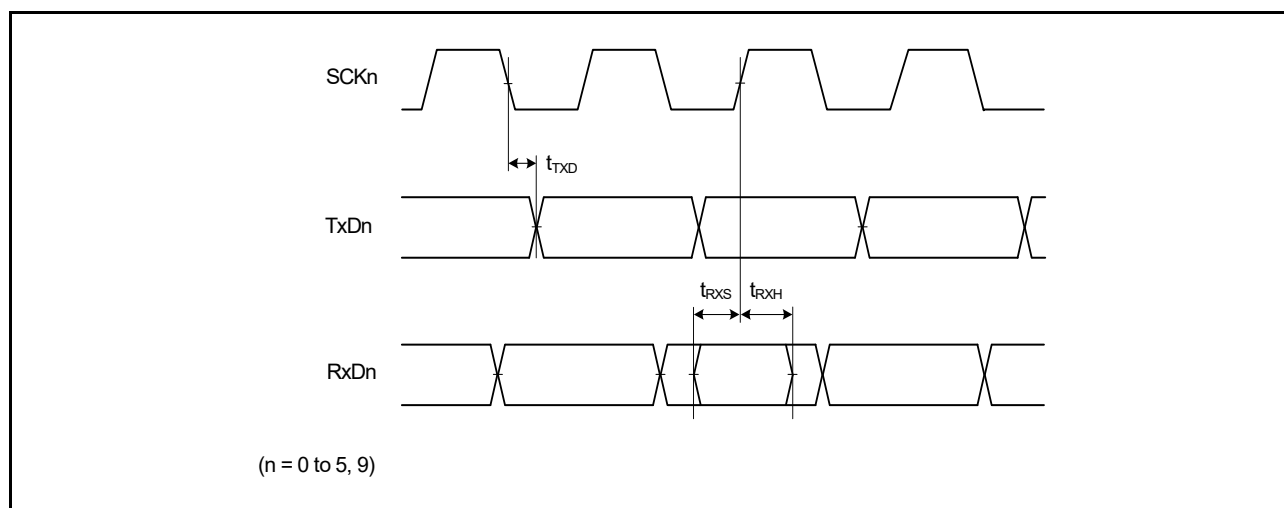 SCKn
tTXD
TxDn
tRXS tRXH
RxDn
(n = 0 to 5, 9)